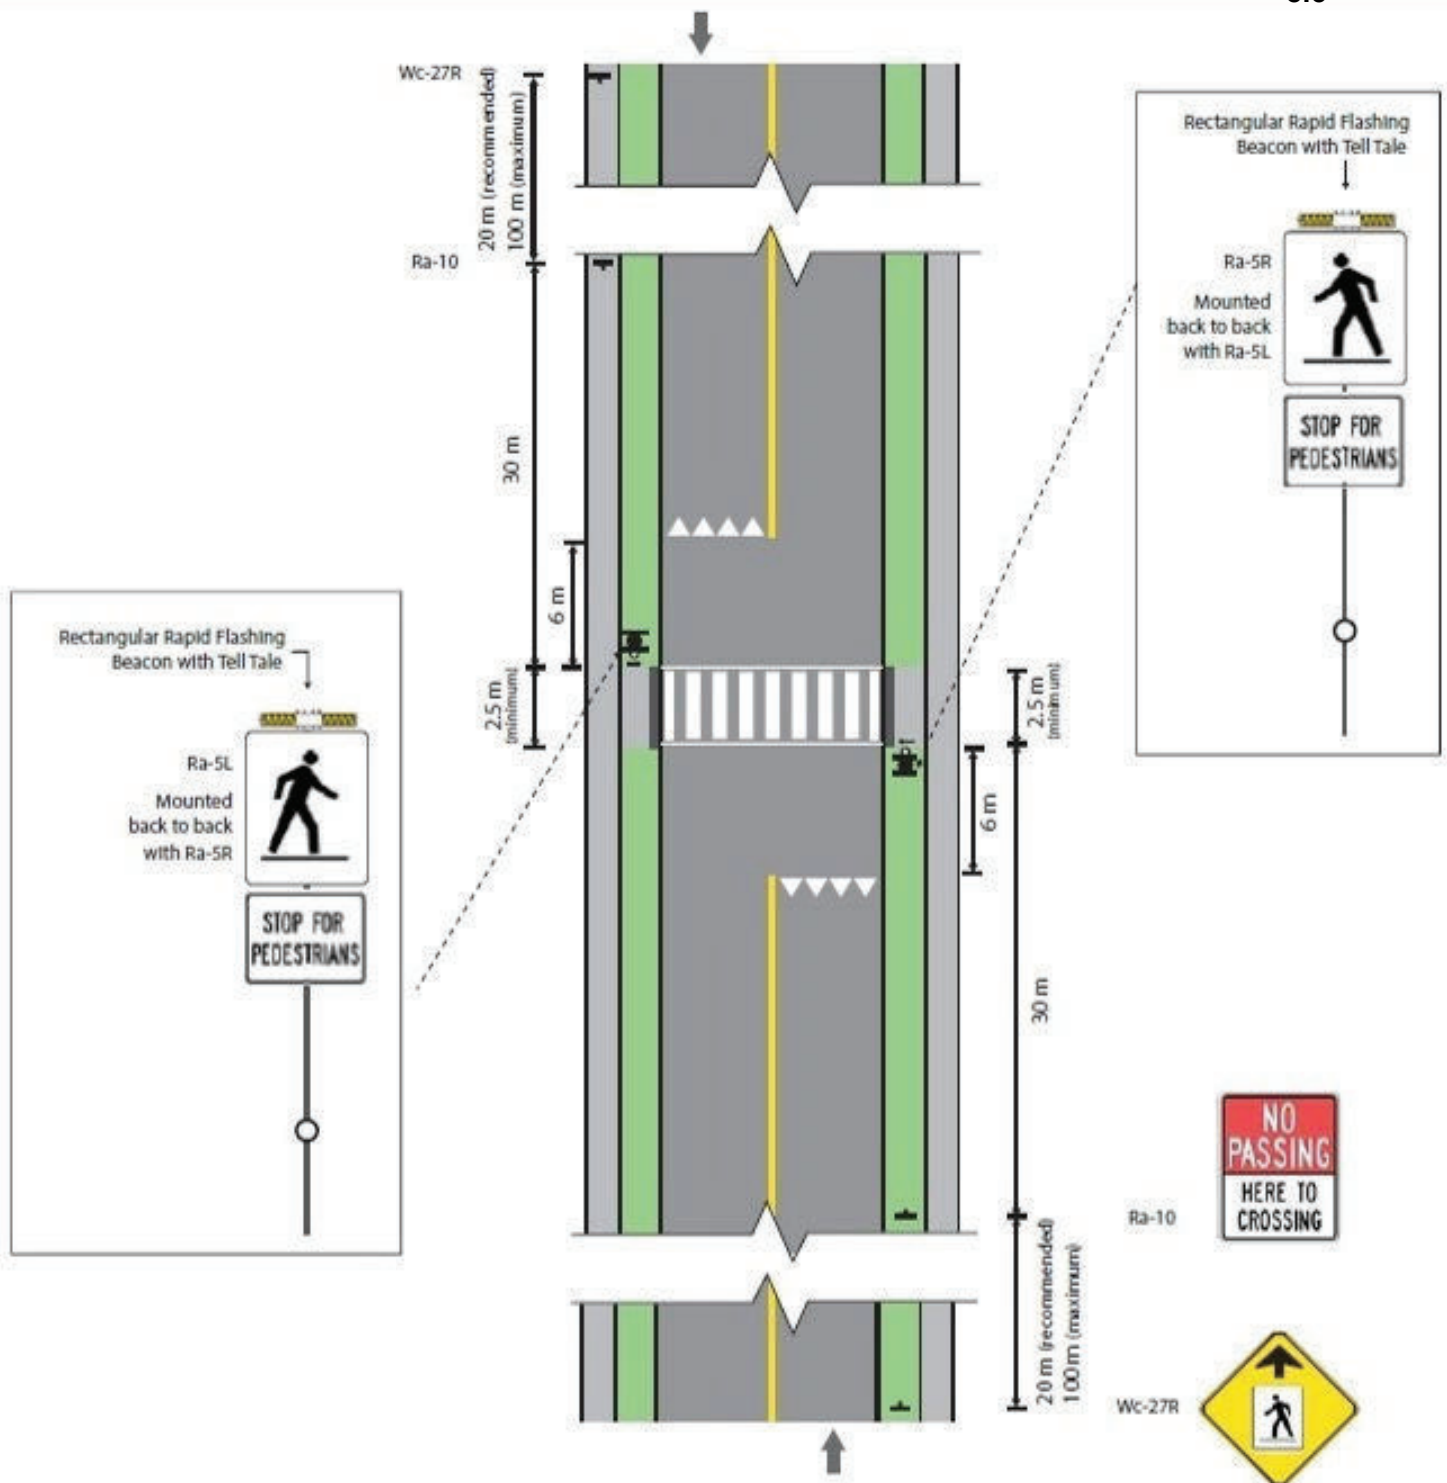 Wc-27R
20 m (recommended)
100 m (maximum)
Ra-10
30 m
6 m
2.5 m
(minimum)
Rectangular Rapid Flashing
Beacon with Tell Tale
Ra-5R
Mounted
back to back
with Ra-5L
STOP FOR
PEDESTRIANS
Rectangular Rapid Flashing
Beacon with Tell Tale
Ra-5L
Mounted
back to back
with Ra-5R
STOP FOR
PEDESTRIANS
2.5 m
(minimum)
6 m
30 m
20 m (recommended)
100 m (maximum)
Ra-10
NO
PASSING
HERE TO
CROSSING
Wc-27R